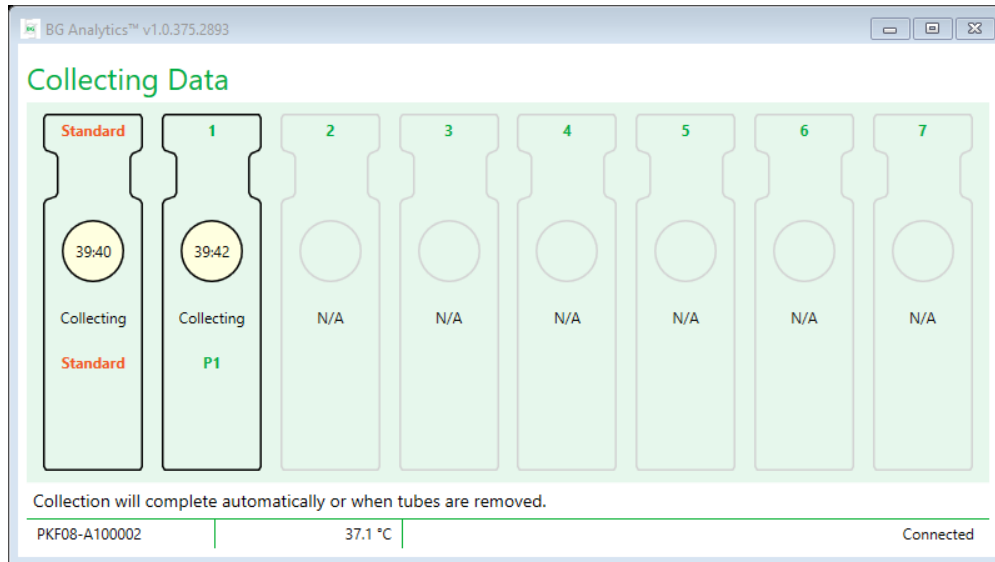 BG Analytics™ v1.0.375.2893
Collecting Data
Standard 1 2 3 4 5 6 7
39:40 39:42
Collecting Collecting N/A N/A N/A N/A N/A N/A
Standard P1
Collection will complete automatically or when tubes are removed.
PKF08-A100002 37.1 °C Connected